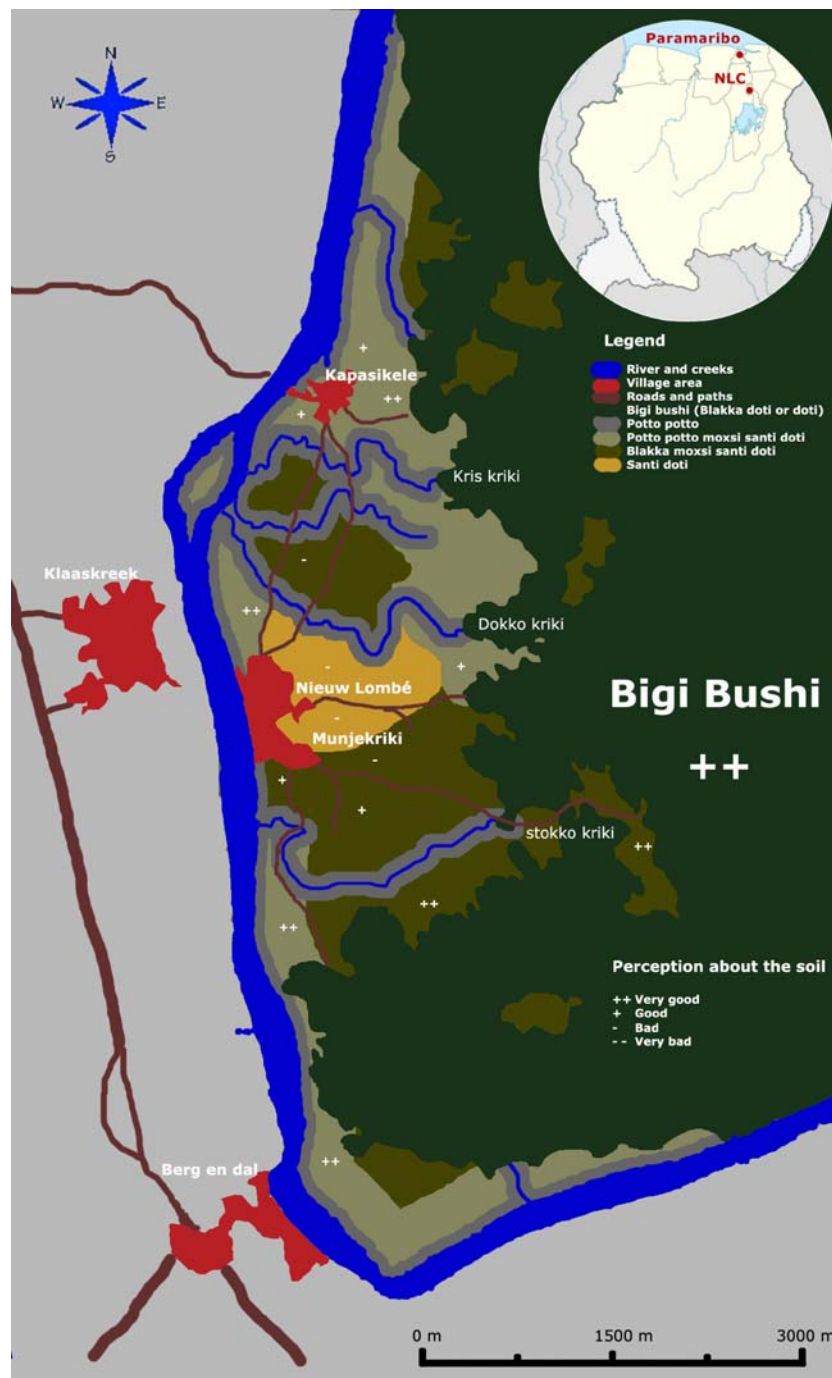 Paramaribo
NLC
N
W
E
S
Legend
River and creeks
Village area
Roads and paths
Bigi bushi (Blakka doti or doti)
Potto potto
Potto potto moxsi santi doti
Blakka moxsi santi doti
Santi doti
+
Kapasikele
++
+
Kris kriki
-
Klaaskreek
++
Dokko kriki
-
+
Nieuw Lombé
Bigi Bushi
-
Munjekriki
-
++
+
+
stokko kriki
++
++
++
Perception about the soil
++ Very good
+ Good
- Bad
- - Very bad
++
Berg en dal
0 m
1500 m
3000 m